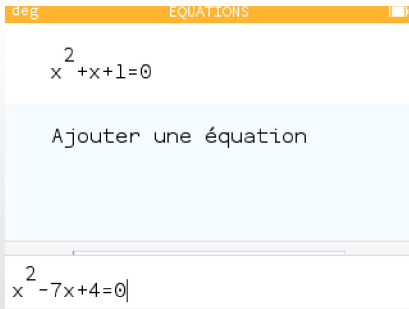 deg EQUATIONS
x²+x+1=0
Ajouter une équation
x²-7x+4=0